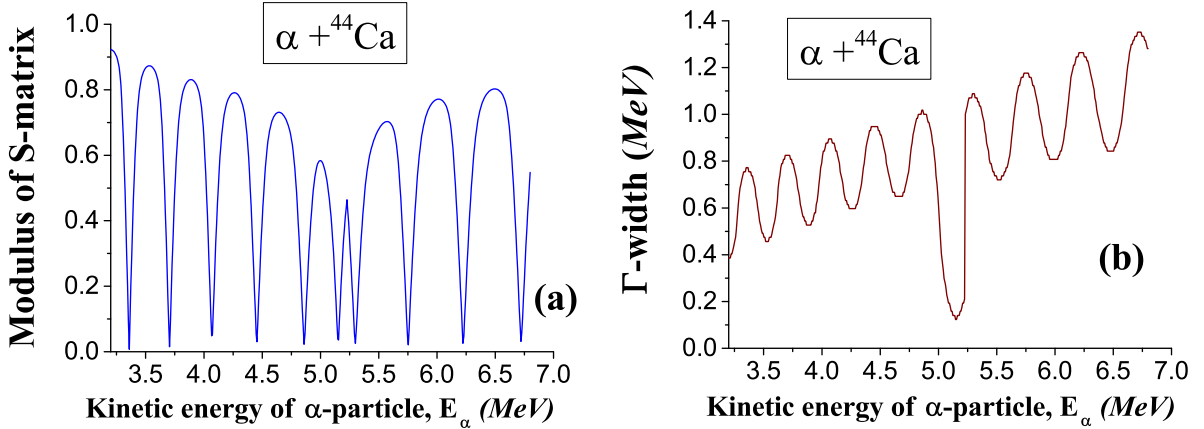 α +⁴⁴Ca
Modulus of S-matrix
1.0
0.8
0.6
0.4
0.2
0.0
(a)
3.5 4.0 4.5 5.0 5.5 6.0 6.5 7.0
Kinetic energy of α-particle, Eα (MeV)
α +⁴⁴Ca
Γ-width (MeV)
1.4
1.2
1.0
0.8
0.6
0.4
0.2
0.0
(b)
3.5 4.0 4.5 5.0 5.5 6.0 6.5 7.0
Kinetic energy of α-particle, Eα (MeV)